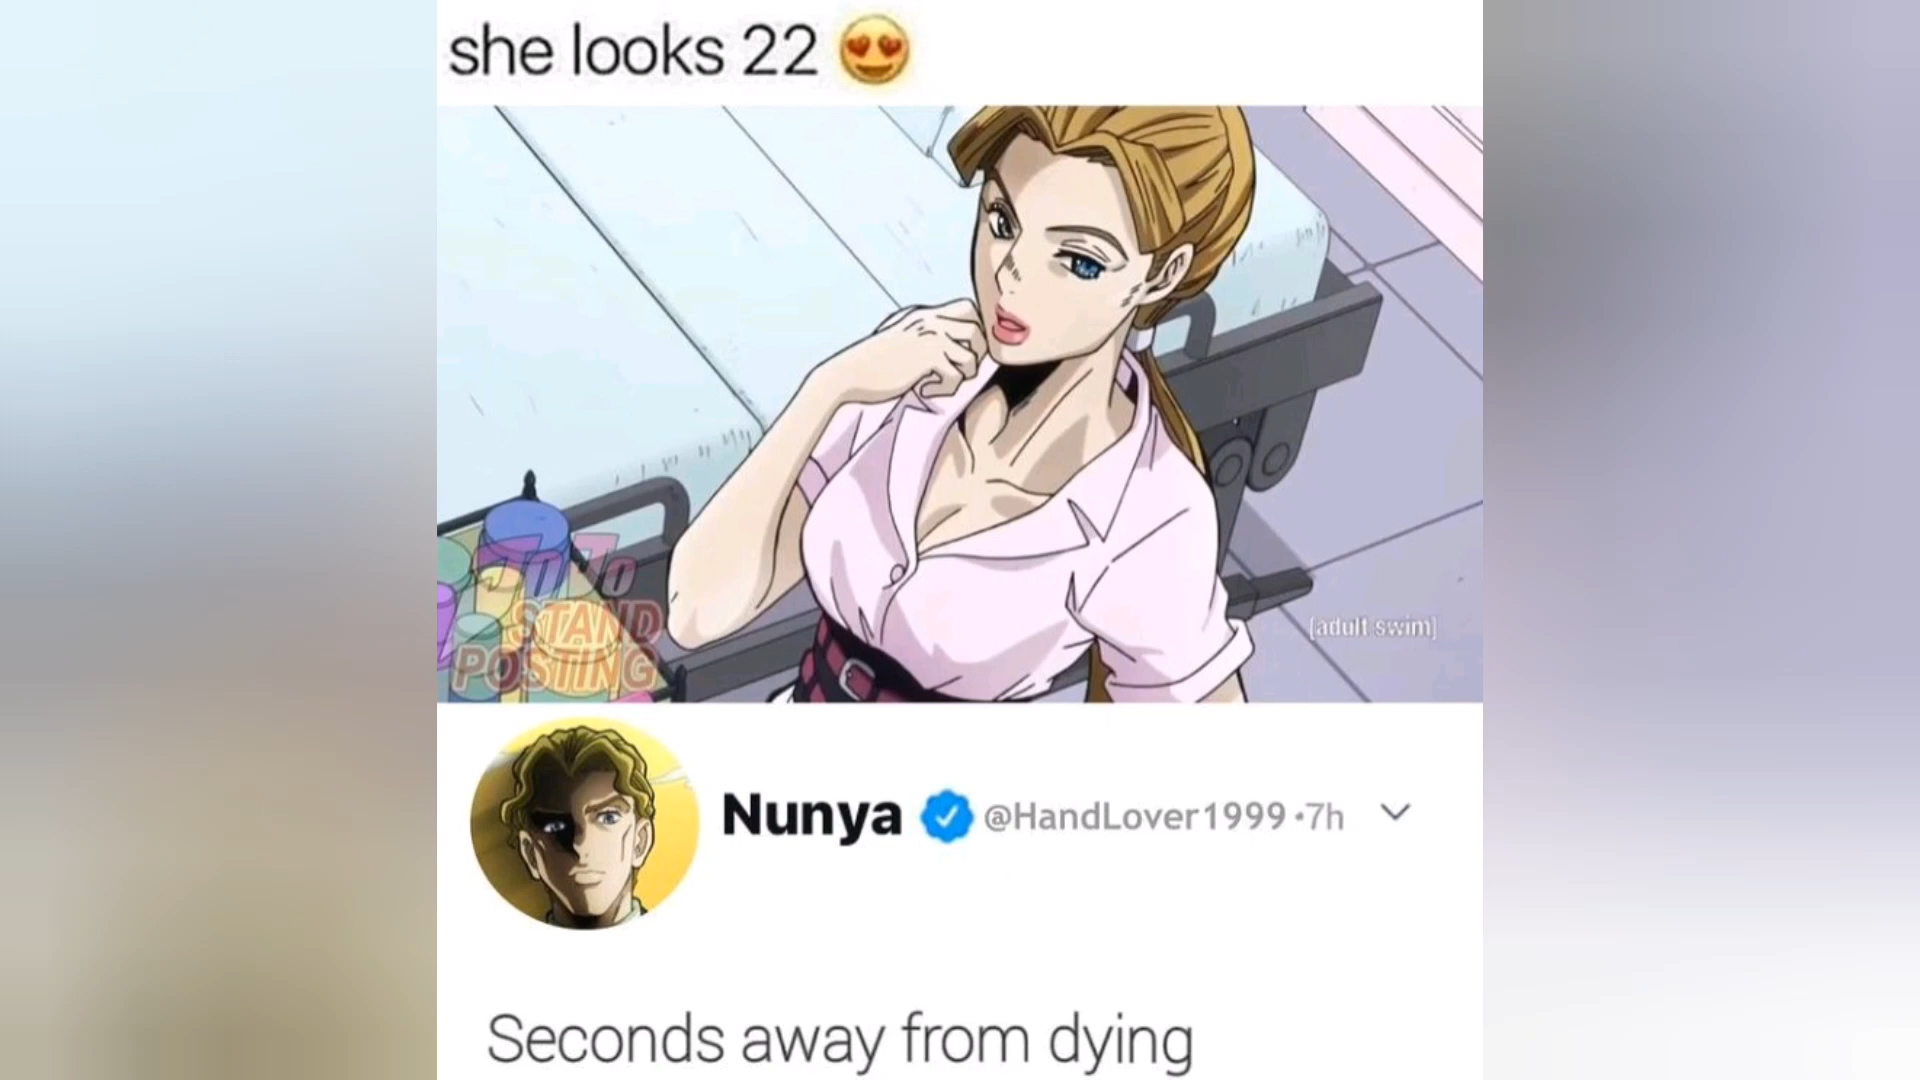 she looks 22 😍
JoJo
STAND
POSTING
[adult swim]
Nunya @HandLover1999 •7h
Seconds away from dying